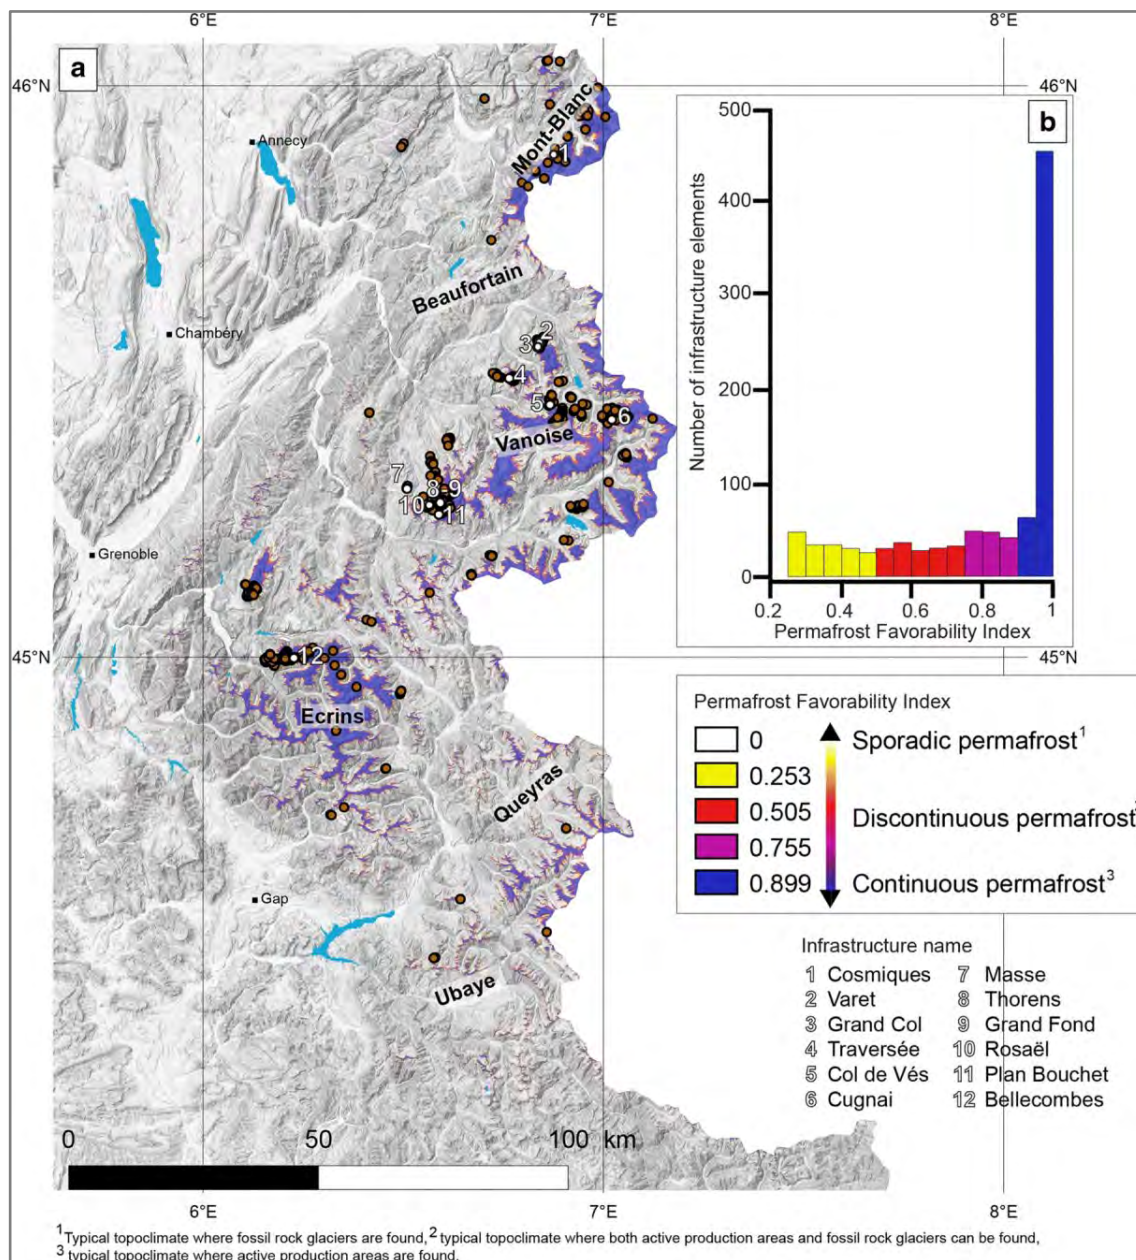 6°E 7°E 8°E
a
46°N 46°N
Mont-Blanc
1
Annecy
Beaufortain
Chambéry
2
3
4
5
6
Vanoise
7
8 9
10
11
Grenoble
12
45°N 45°N
Ecrins
Queyras
Gap
Ubaye
0 50 100 km
6°E 7°E 8°E
b
Number of infrastructure elements
500
400
300
200
100
0
0.2 0.4 0.6 0.8 1
Permafrost Favorability Index
Permafrost Favorability Index
0 Sporadic permafrost¹
0.253
0.505 Discontinuous permafrost
0.755
0.899 Continuous permafrost³
Infrastructure name
1 Cosmiques 7 Masse
2 Varet 8 Thorens
3 Grand Col 9 Grand Fond
4 Traversée 10 Rosaël
5 Col de Vés 11 Plan Bouchet
6 Cugnai 12 Bellecombes
¹Typical topoclimate where fossil rock glaciers are found, ² typical topoclimate where both active production areas and fossil rock glaciers can be found,
³ typical topoclimate where active production areas are found.